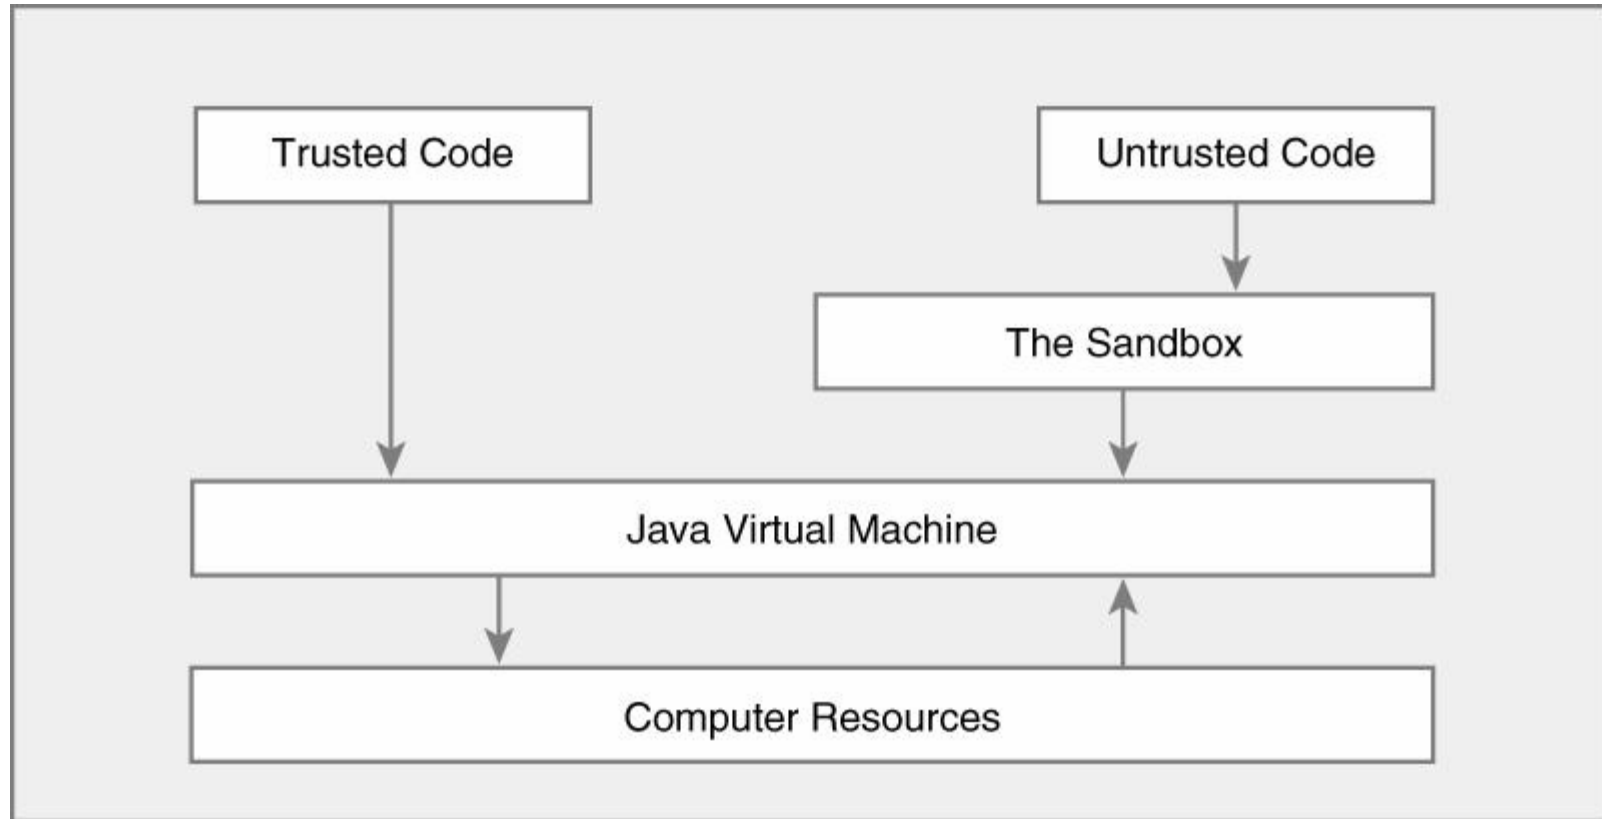 Trusted Code
Untrusted Code
The Sandbox
Java Virtual Machine
Computer Resources